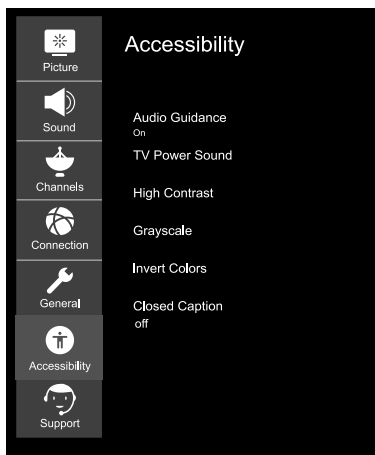 Picture
Sound
Channels
Connection
General
Accessibility
Support
Accessibility
Audio Guidance
On
TV Power Sound
High Contrast
Grayscale
Invert Colors
Closed Caption
off